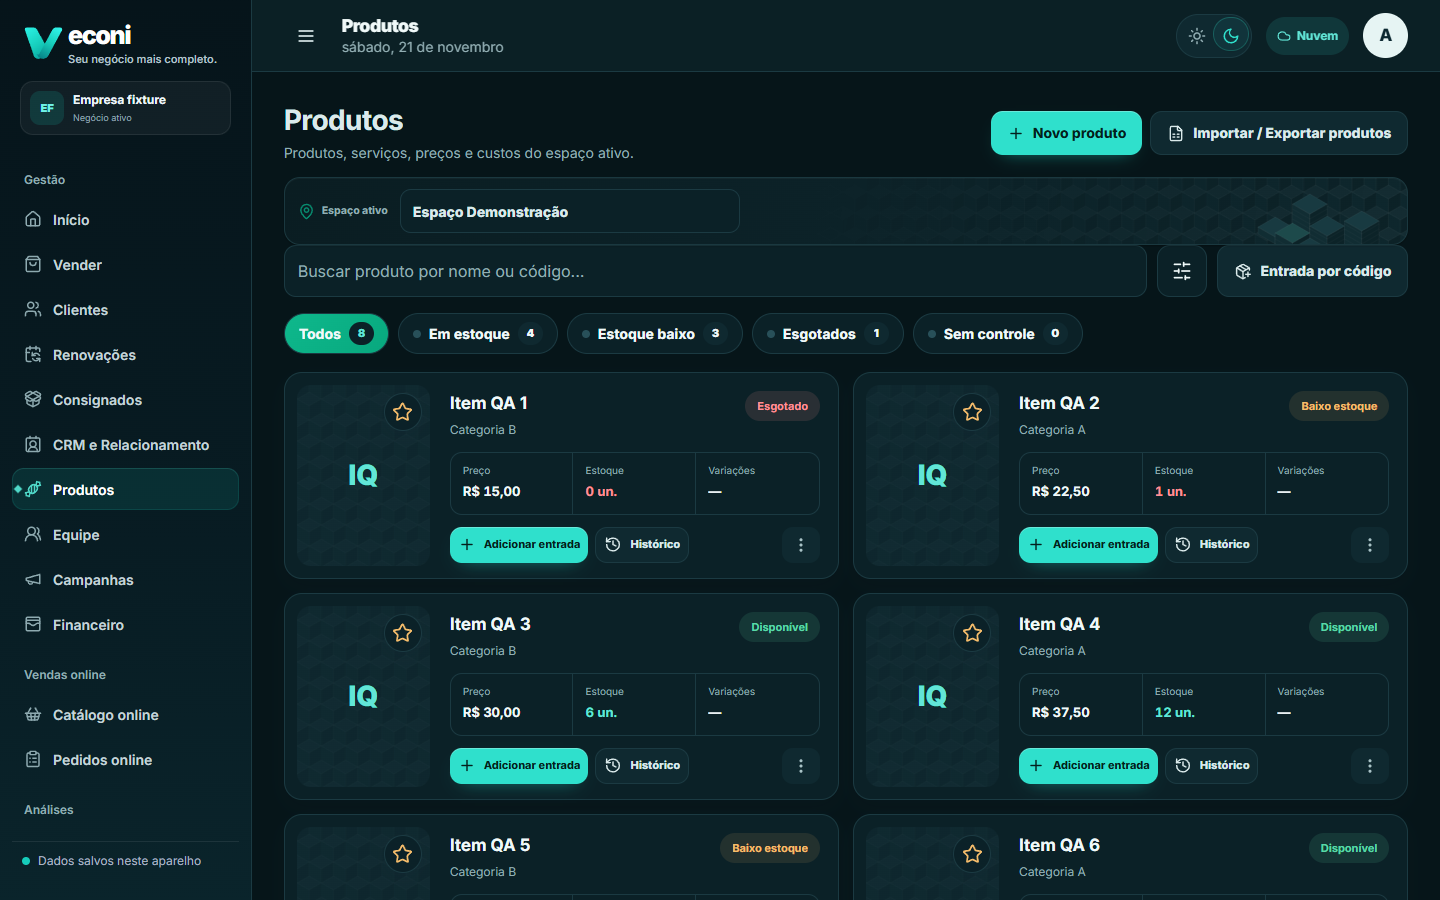 Veconi
Seu negócio mais completo.
EF
Empresa fixture
Negócio ativo
Gestão
Início
Vender
Clientes
Renovações
Consignados
CRM e Relacionamento
Produtos
Equipe
Campanhas
Financeiro
Vendas online
Catálogo online
Pedidos online
Análises
Dados salvos neste aparelho
Produtos
sábado, 21 de novembro
Nuvem
A
Produtos
Produtos, serviços, preços e custos do espaço ativo.
Novo produto
Importar / Exportar produtos
Espaço ativo
Espaço Demonstração
Buscar produto por nome ou código...
Entrada por código
Todos 8
Em estoque 4
Estoque baixo 3
Esgotados 1
Sem controle 0
IQ
Item QA 1
Esgotado
Categoria B
Preço
R$ 15,00
Estoque
0 un.
Variações
—
Adicionar entrada
Histórico
IQ
Item QA 2
Baixo estoque
Categoria A
Preço
R$ 22,50
Estoque
1 un.
Variações
—
Adicionar entrada
Histórico
IQ
Item QA 3
Disponível
Categoria B
Preço
R$ 30,00
Estoque
6 un.
Variações
—
Adicionar entrada
Histórico
IQ
Item QA 4
Disponível
Categoria A
Preço
R$ 37,50
Estoque
12 un.
Variações
—
Adicionar entrada
Histórico
Item QA 5
Baixo estoque
Categoria B
Item QA 6
Disponível
Categoria A